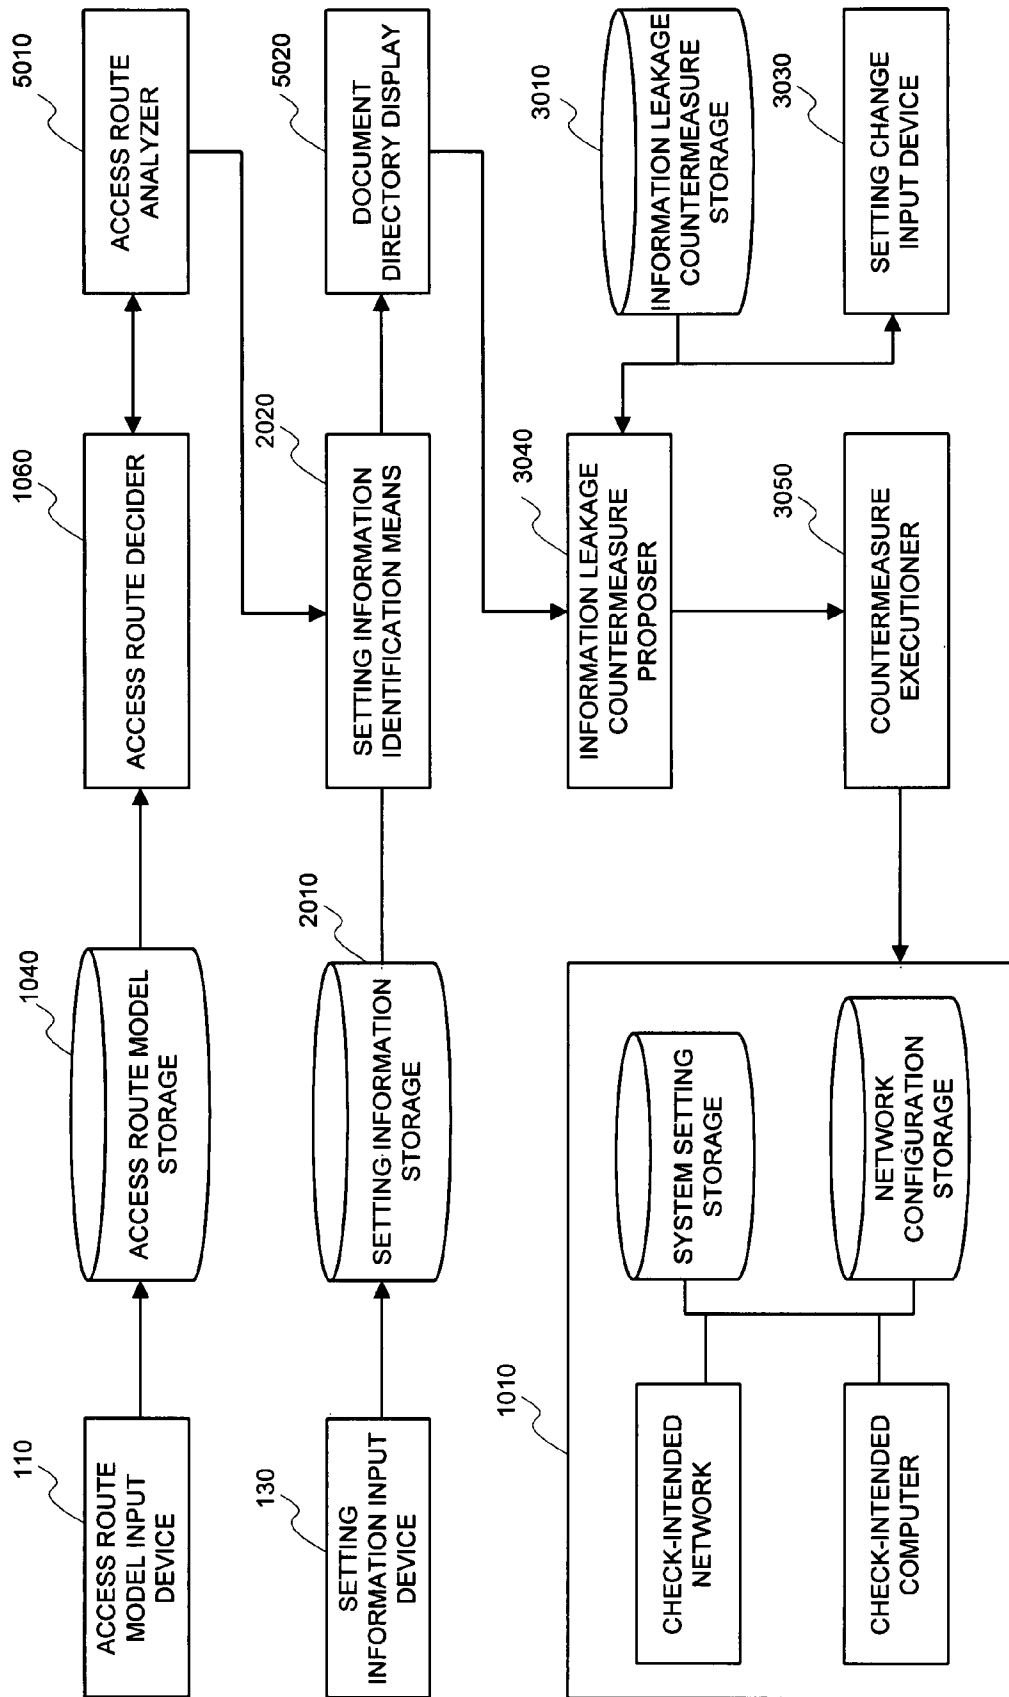 110
ACCESS ROUTE
MODEL INPUT
DEVICE
1040
ACCESS ROUTE MODEL
STORAGE
1060
ACCESS ROUTE DECIDER
5010
ACCESS ROUTE
ANALYZER
130
SETTING
INFORMATION INPUT
DEVICE
2010
SETTING INFORMATION
STORAGE
2020
SETTING INFORMATION
IDENTIFICATION MEANS
5020
DOCUMENT
DIRECTORY DISPLAY
1010
CHECK-INTENDED
NETWORK
SYSTEM SETTING
STORAGE
CHECK-INTENDED
COMPUTER
NETWORK
CONFIGURATION
STORAGE
3040
INFORMATION LEAKAGE
COUNTERMEASURE
PROPOSER
3010
INFORMATION LEAKAGE
COUNTERMEASURE
STORAGE
3050
COUNTERMEASURE
EXECUTIONER
3030
SETTING CHANGE
INPUT DEVICE